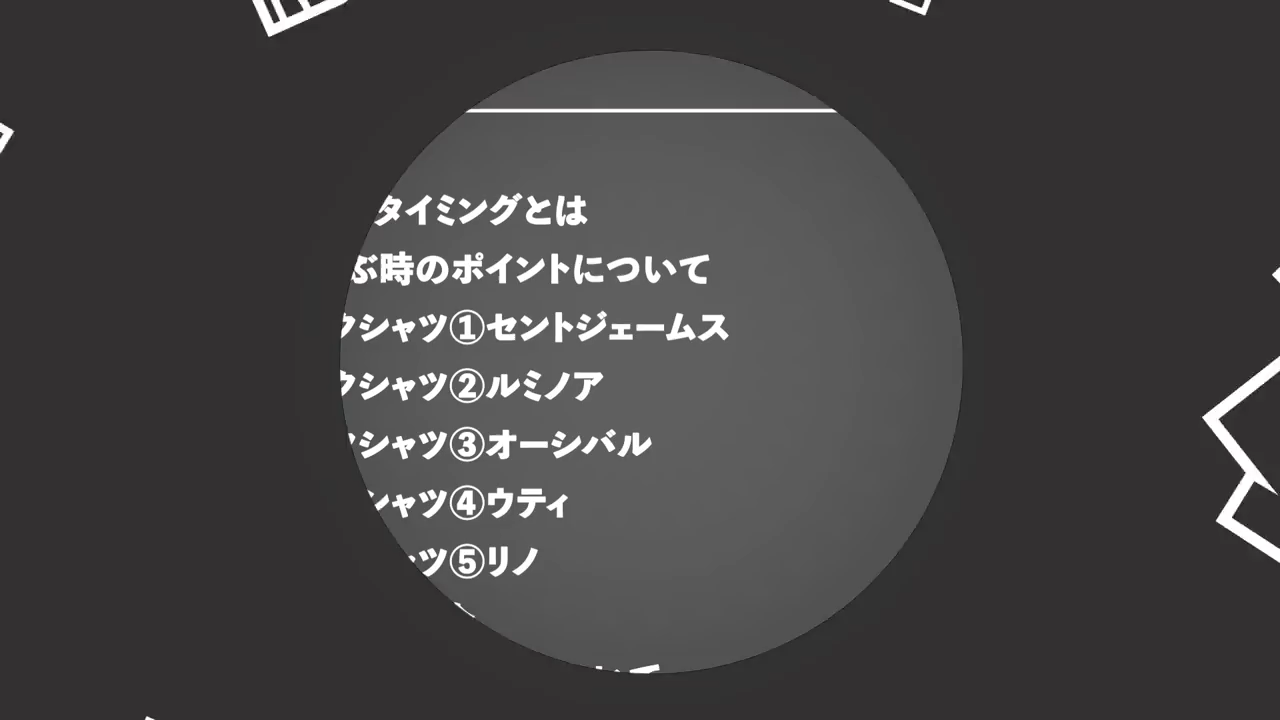 タイミングとは
ぶ時のポイントについて
クシャツ①セントジェームス
クシャツ②ルミノア
シャツ③オーシバル
シャツ④ウティ
ツ⑤リノ